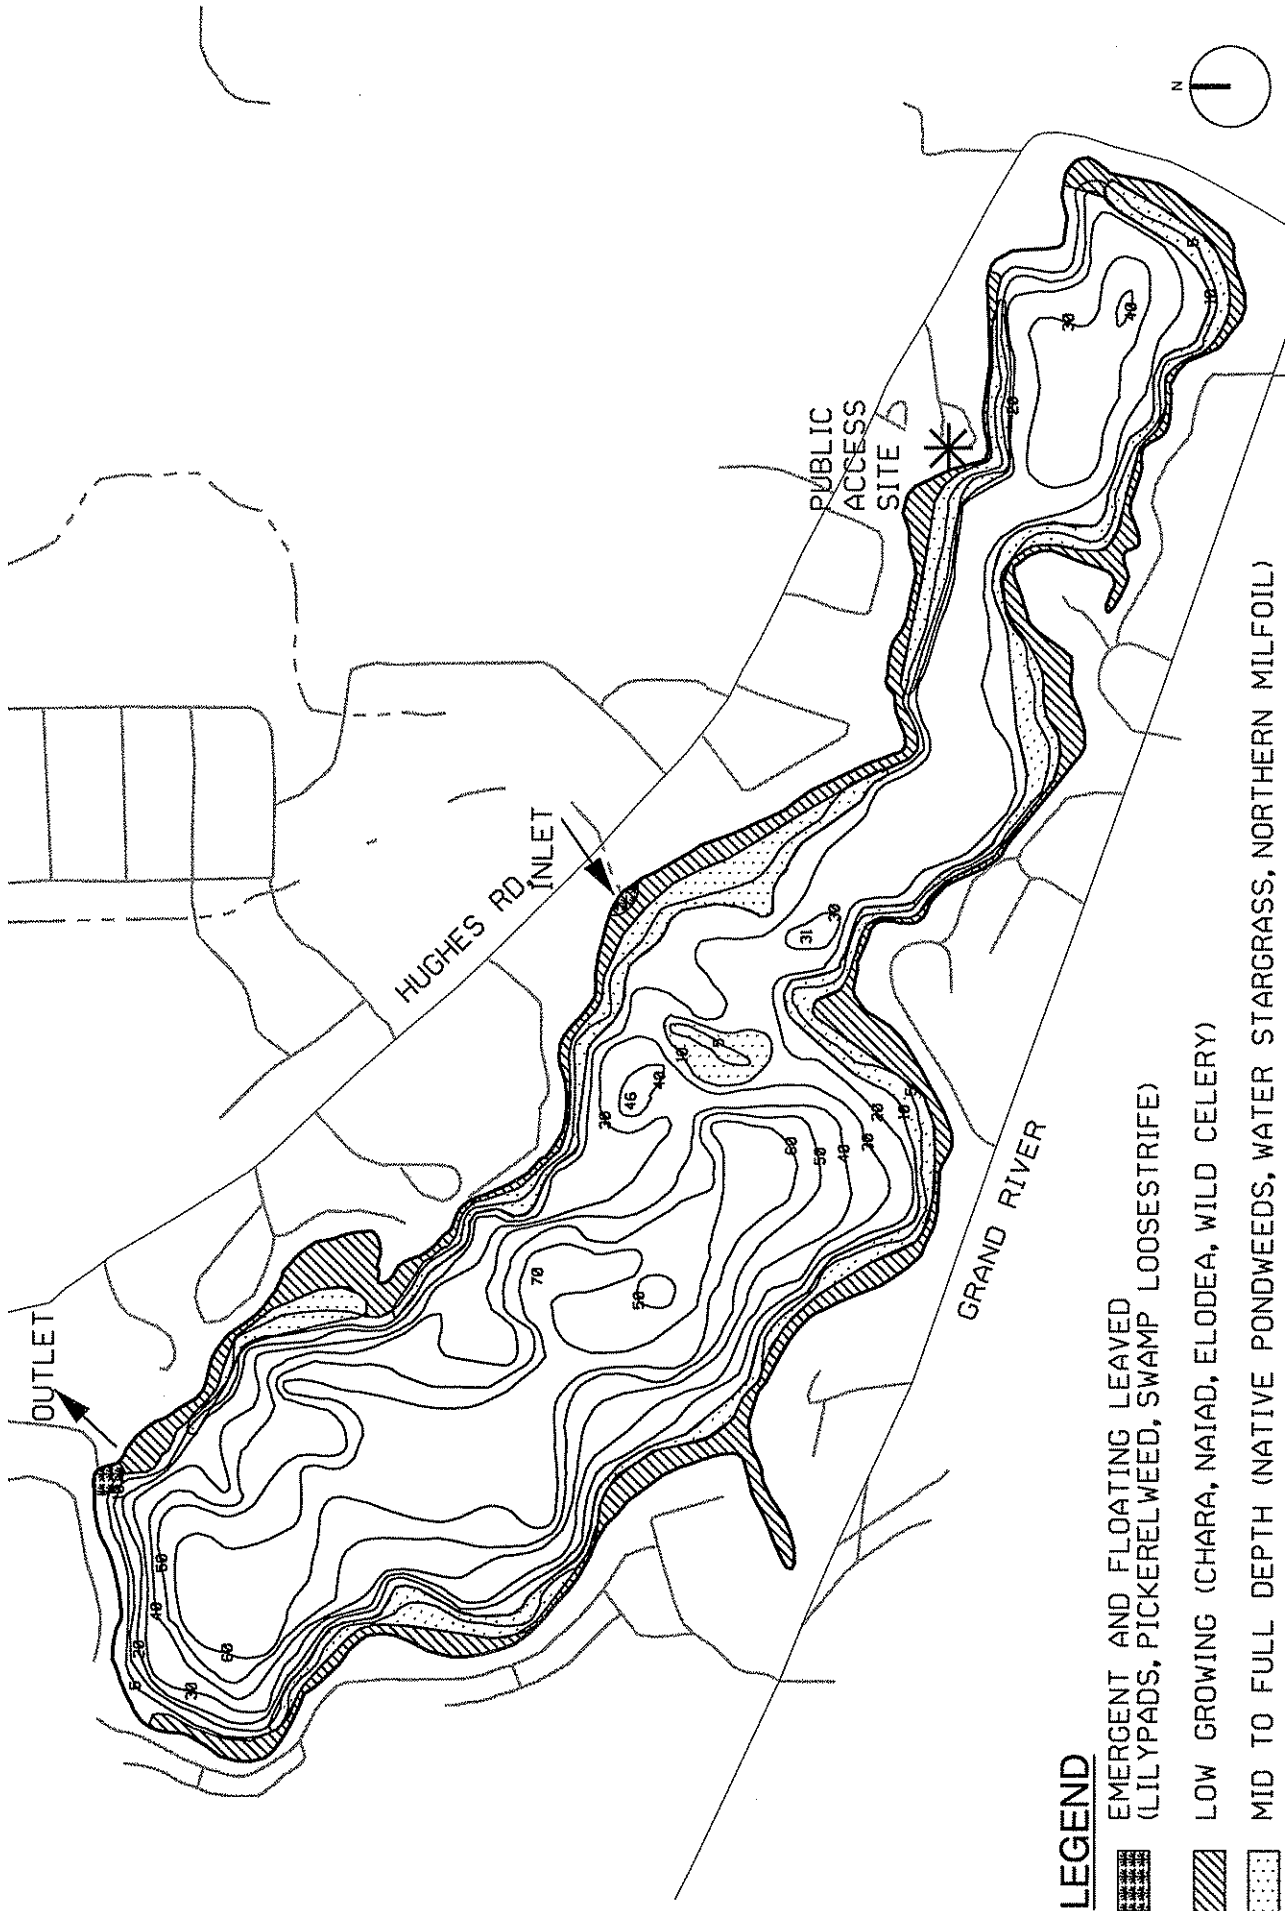 N
OUTLET
HUGHES RD.
INLET
PUBLIC
ACCESS
SITE
GRAND RIVER
5
20
30
40
50
60
10
70
50
60
50
40
30
20
10
5
30
46
40
10
5
31
30
20
30
40
10
5
LEGEND
EMERGENT AND FLOATING LEAVED
(LILYPADS, PICKERELWEED, SWAMP LOOSESTRIFE)
LOW GROWING (CHARA, NAIAD, ELODEA, WILD CELERY)
MID TO FULL DEPTH (NATIVE PONDWEEDS, WATER STARGRASS, NORTHERN MILFOIL)